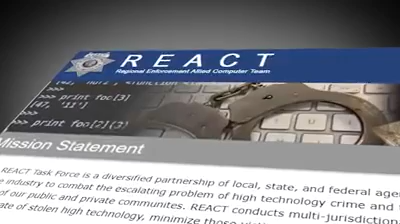 REACT
Regional Enforcement Allied Computer Team
>>>
>>> print foo[3]
[47, '11']
>>>
>>> print foo[2](3)
Mission Statement
REACT Task Force is a diversified partnership of local, state, and federal
industry to combat the escalating problem of high technology crime and
of our public and private communities. REACT conducts
of stolen high technology, minimize those